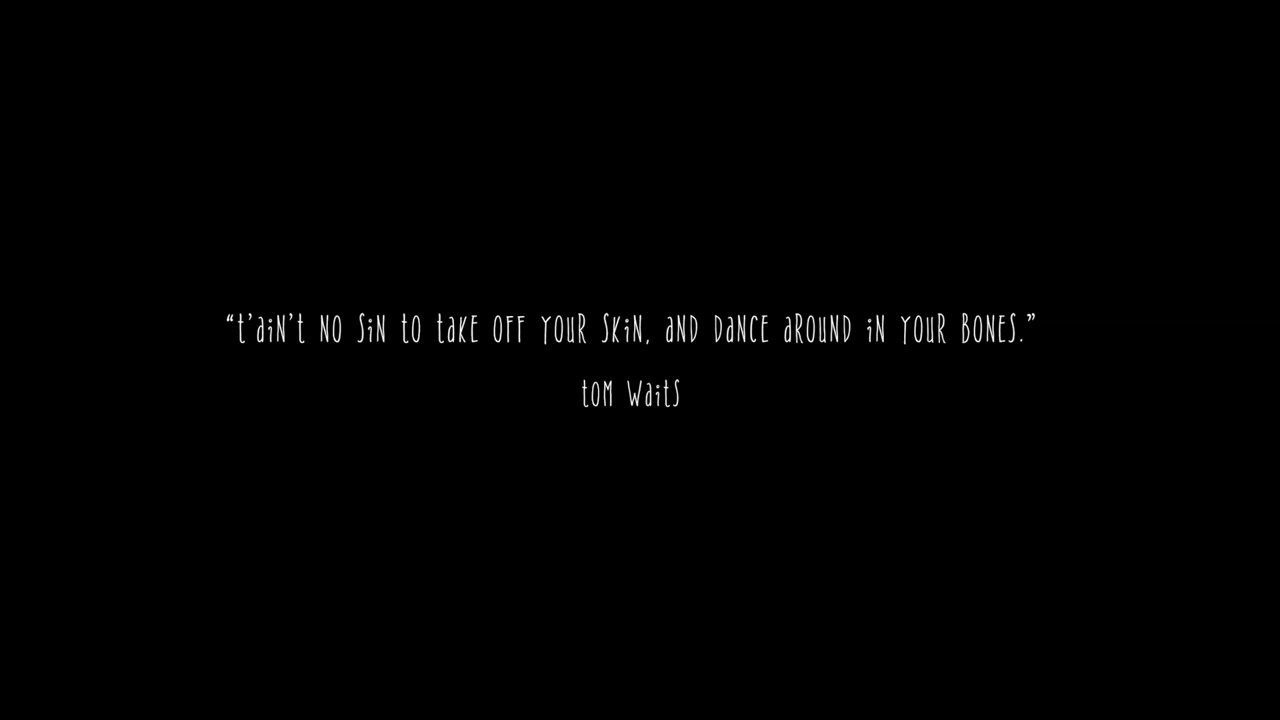 “t’aiN’t NO SiN tO taKE OFF YOUR SKiN, aND DaNCE aROUND iN YOUR BONES.”
tOM WaitS